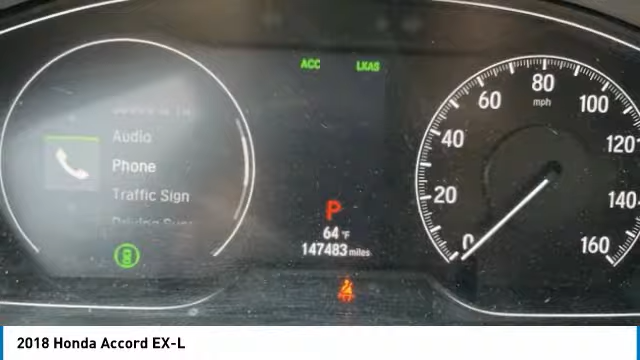 ACC LKAS
Audio
Phone
Traffic Sign
P
64 °F
147483 miles
0
20
40
60
80
100
120
140
160
mph
2018 Honda Accord EX-L